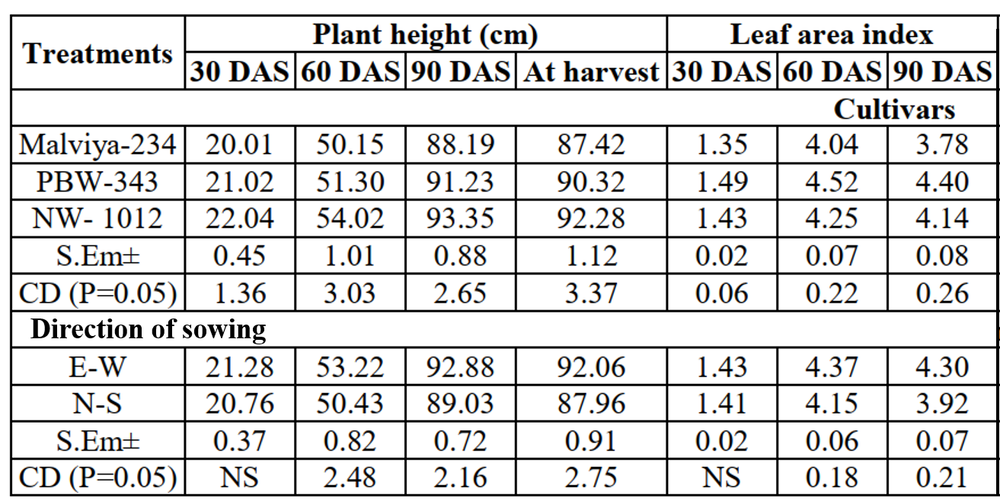 Treatments Plant height (cm) Leaf area index
30 DAS 60 DAS 90 DAS At harvest 30 DAS 60 DAS 90 DAS
Cultivars
Malviya-234 20.01 50.15 88.19 87.42 1.35 4.04 3.78
PBW-343 21.02 51.30 91.23 90.32 1.49 4.52 4.40
NW- 1012 22.04 54.02 93.35 92.28 1.43 4.25 4.14
S.Em± 0.45 1.01 0.88 1.12 0.02 0.07 0.08
CD (P=0.05) 1.36 3.03 2.65 3.37 0.06 0.22 0.26
Direction of sowing
E-W 21.28 53.22 92.88 92.06 1.43 4.37 4.30
N-S 20.76 50.43 89.03 87.96 1.41 4.15 3.92
S.Em± 0.37 0.82 0.72 0.91 0.02 0.06 0.07
CD (P=0.05) NS 2.48 2.16 2.75 NS 0.18 0.21